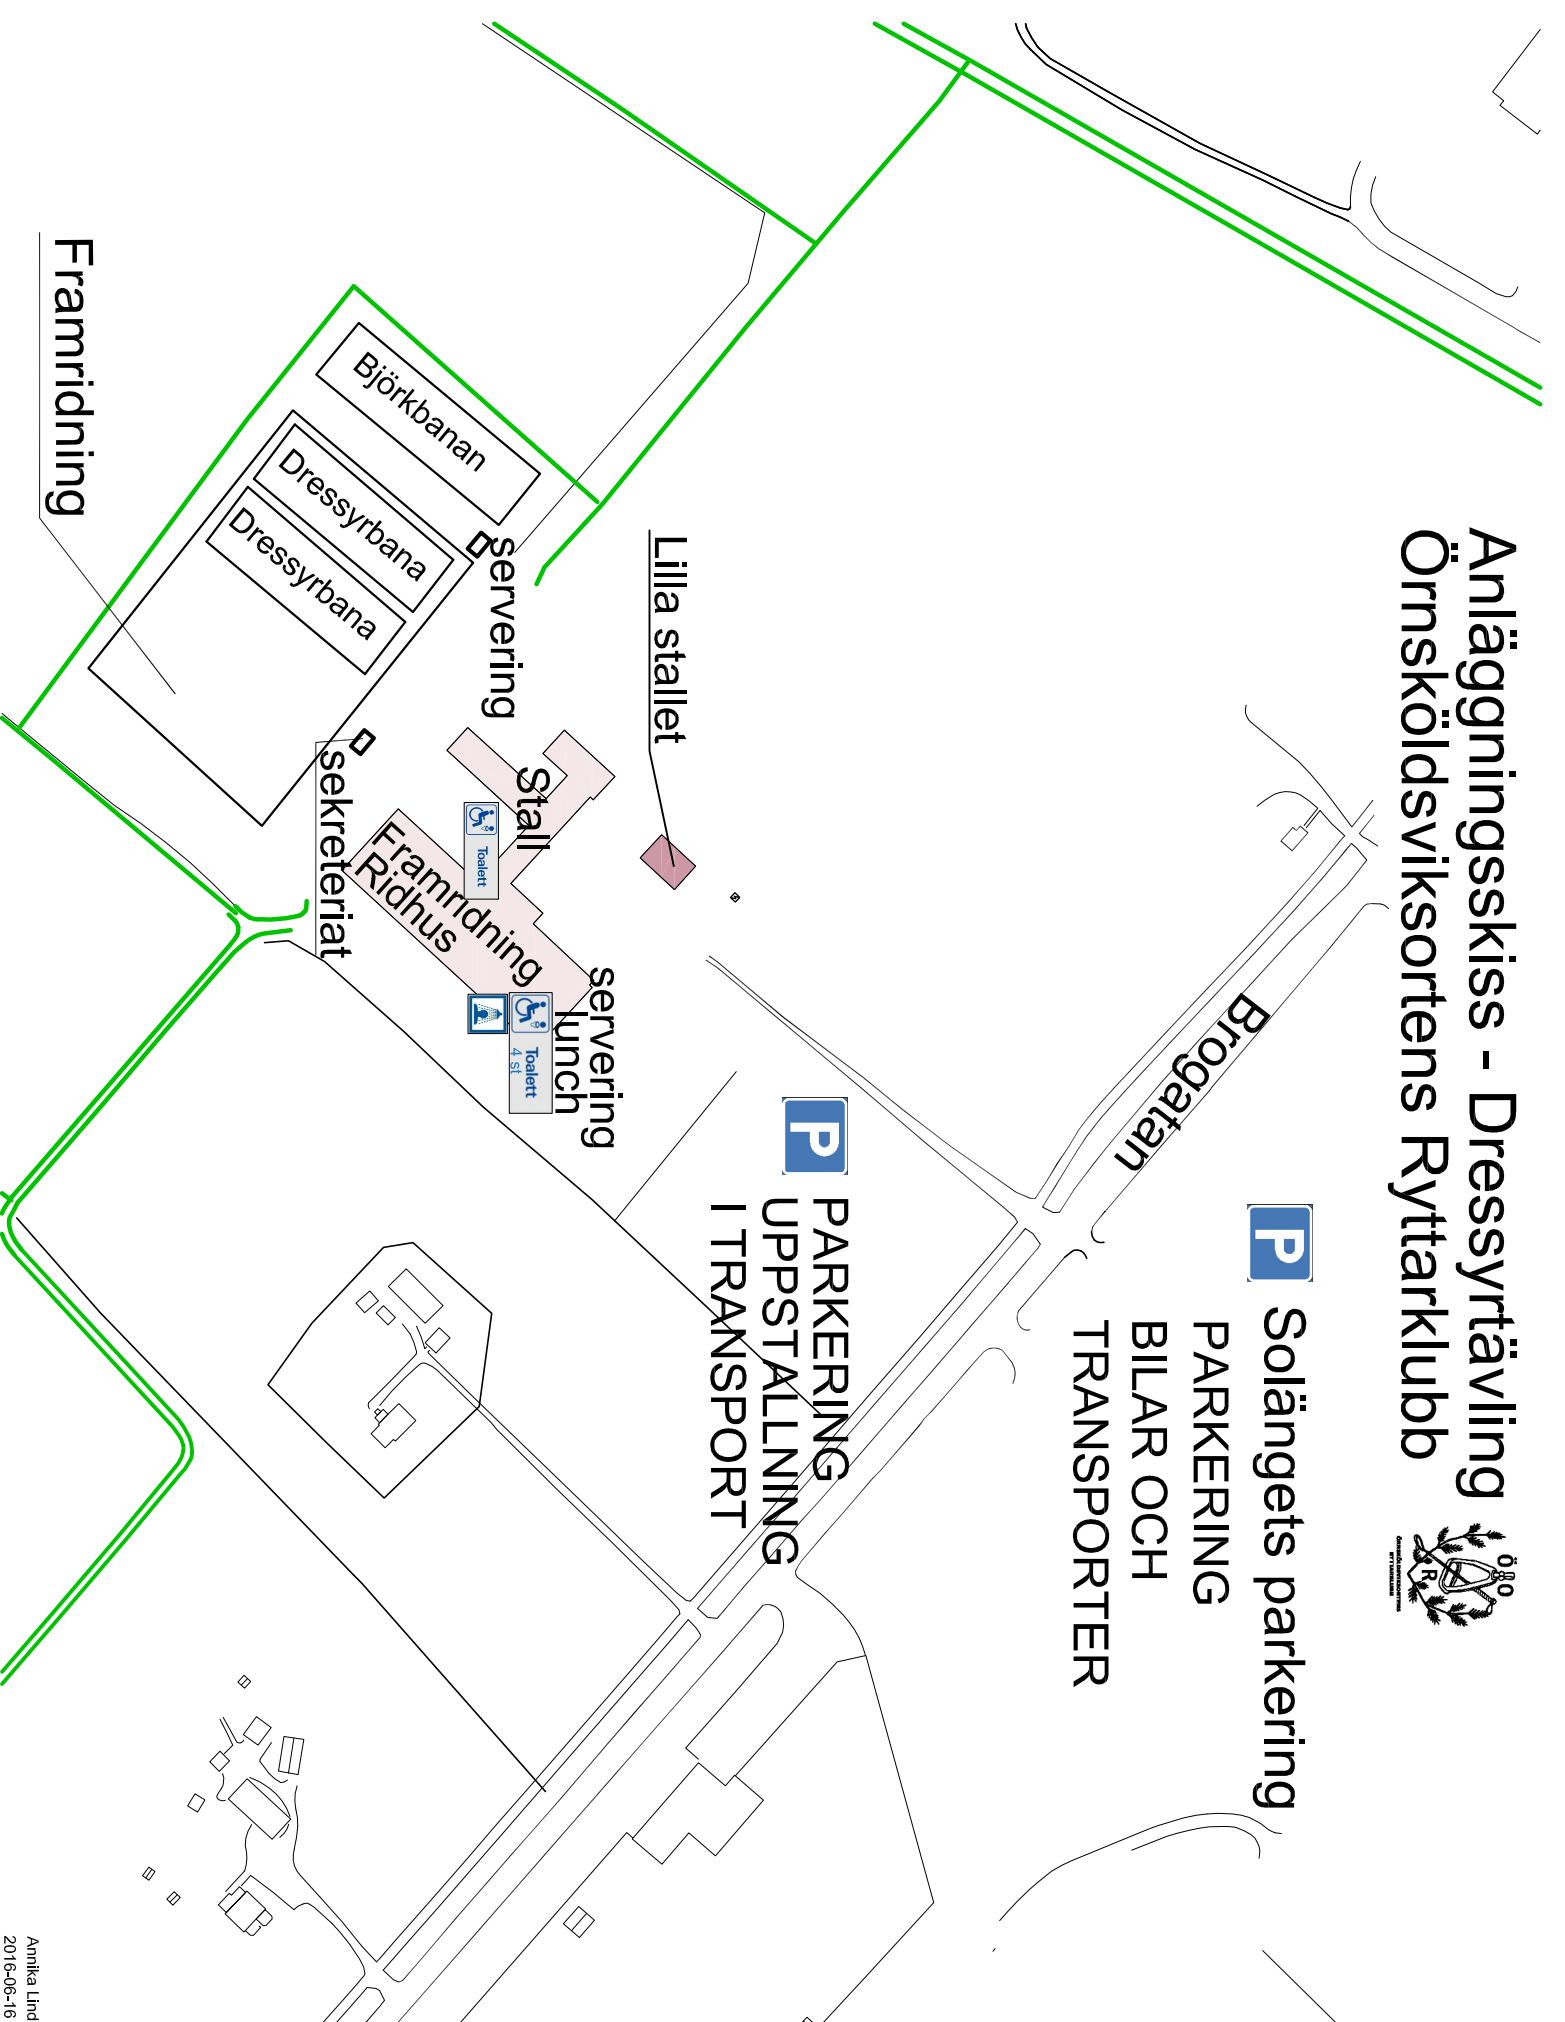 Anläggningsskiss - Dressyrtävling
Örnsköldsviksortens Ryttarklubb
Ö O
R
Solängets parkering
PARKERING
BILAR OCH
TRANSPORTER
P
Brogatan
P
PARKERING
UPPSTALLNING
I TRANSPORT
Lilla stallet
servering
lunch
Toalett
4 st
Stall
Toalett
servering
Framridning
Ridhus
sekreteriat
Björkbanan
Dressyrbana
Dressyrbana
Framridning
Annika Lind
2016-06-16